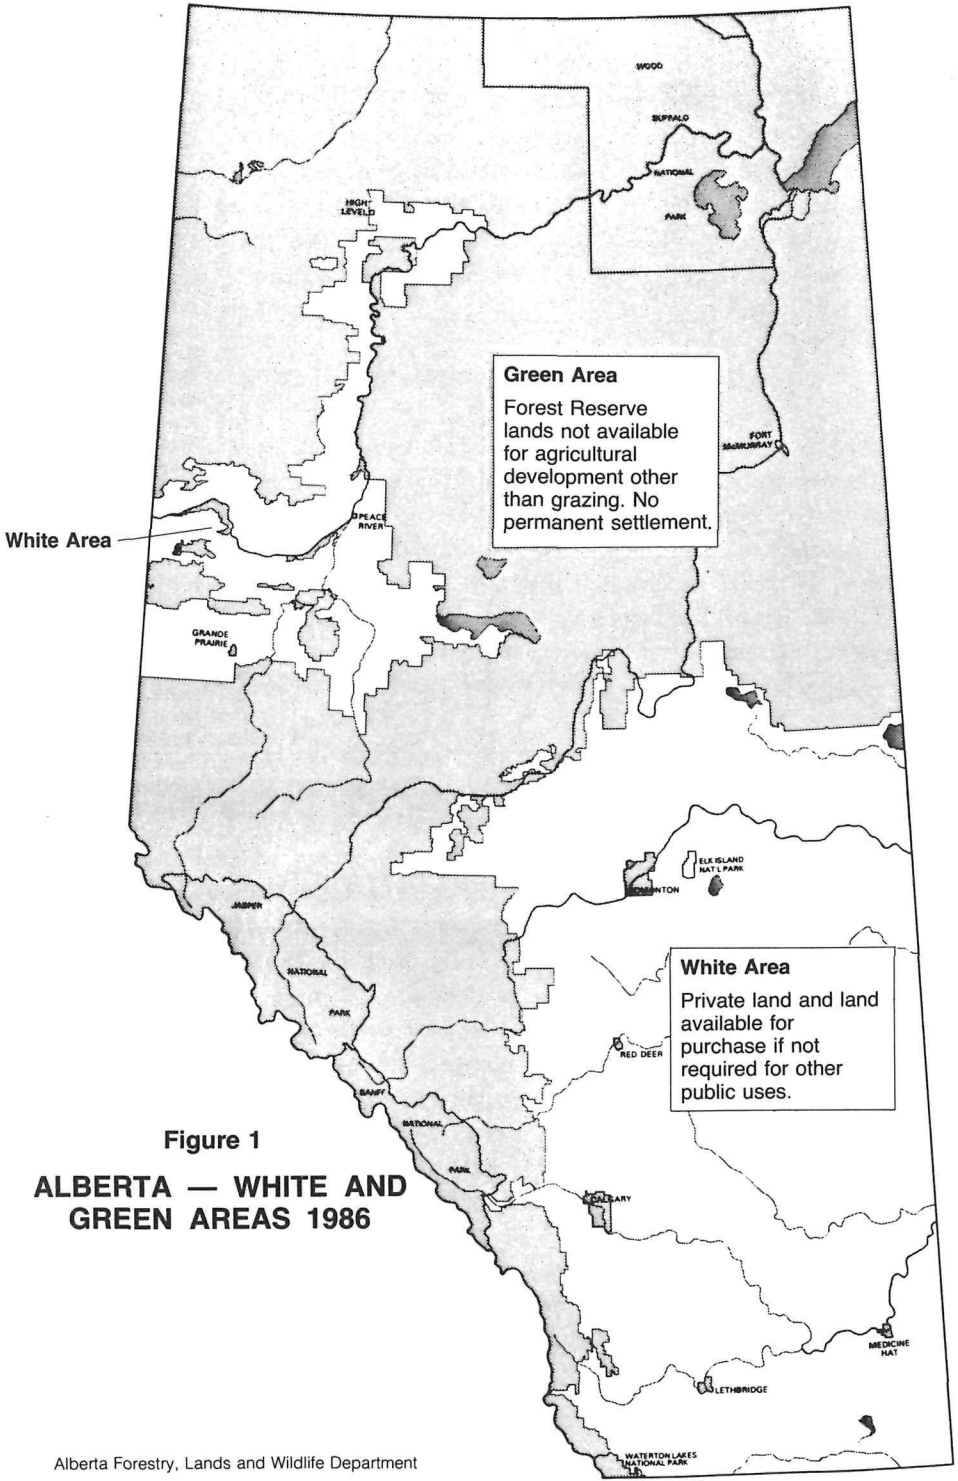 WOOD
BUFFALO
NATIONAL
PARK
HIGH
LEVEL
Green Area
Forest Reserve
lands not available
for agricultural
development other
than grazing. No
permanent settlement.
FORT
McMURRAY
White Area
PEACE
RIVER
GRANDE
PRAIRIE
ELK ISLAND
NAT'L PARK
EDMONTON
JASPER
NATIONAL
PARK
White Area
Private land and land
available for
purchase if not
required for other
public uses.
RED DEER
BANFF
NATIONAL
PARK
Figure 1
ALBERTA — WHITE AND
GREEN AREAS 1986
CALGARY
MEDICINE
HAT
LETHBRIDGE
WATERTON LAKES
NATIONAL PARK
Alberta Forestry, Lands and Wildlife Department